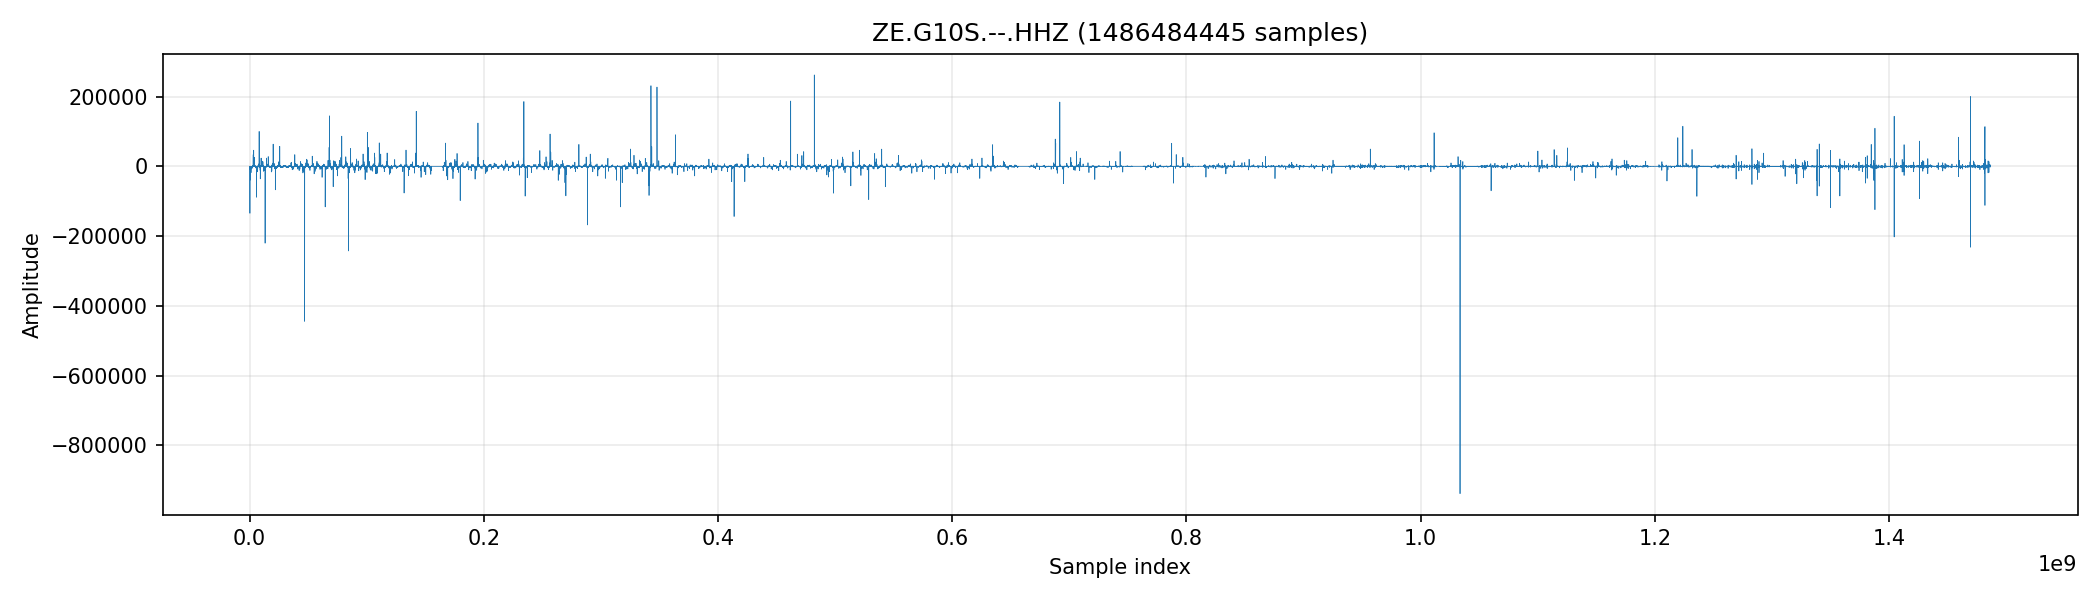 ZE.G10S.--.HHZ (1486484445 samples)
200000
0
−200000
−400000
−600000
−800000
Amplitude
0.0 0.2 0.4 0.6 0.8 1.0 1.2 1.4
1e9
Sample index